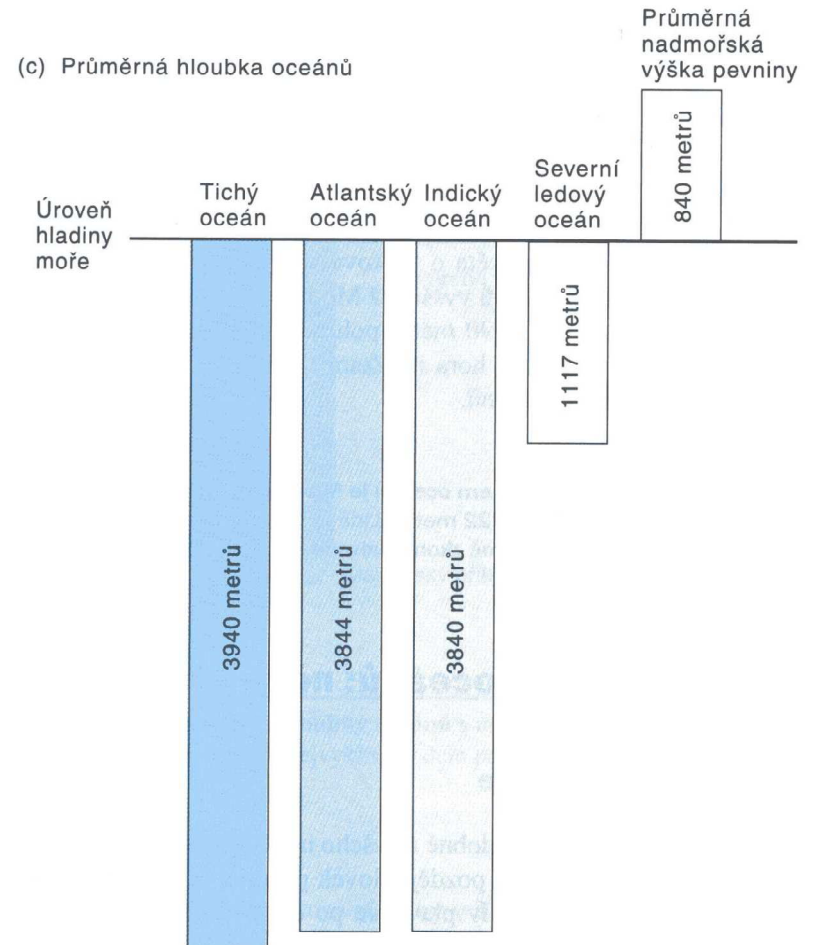 (c) Průměrná hloubka oceánů
Průměrná
nadmořská
výška pevniny
840 metrů
Úroveň
hladiny
moře
Tichý
oceán
Atlantský
oceán
Indický
oceán
Severní
ledový
oceán
3940 metrů
3844 metrů
3840 metrů
1117 metrů